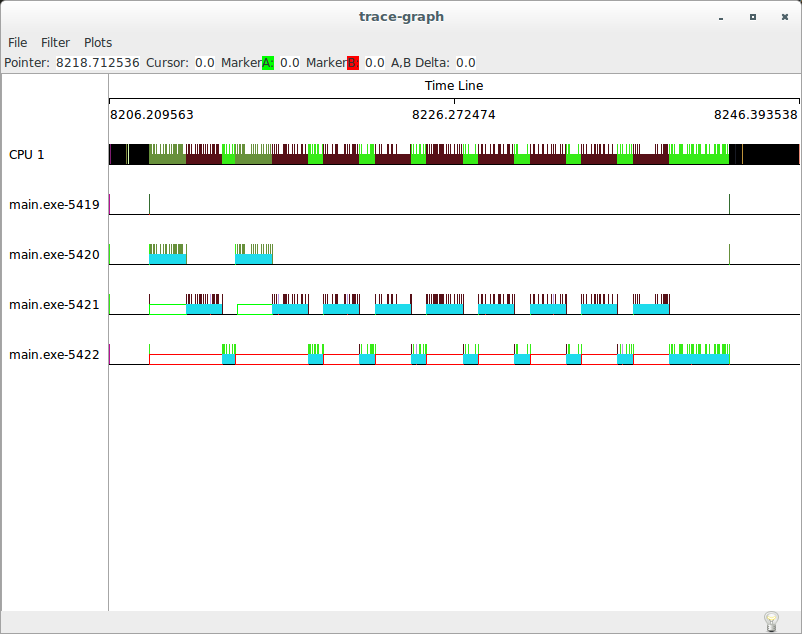 trace-graph
File Filter Plots
Pointer: 8218.712536 Cursor: 0.0 Marker A: 0.0 Marker B: 0.0 A,B Delta: 0.0
Time Line
8206.209563 8226.272474 8246.393538
CPU 1
main.exe-5419
main.exe-5420
main.exe-5421
main.exe-5422